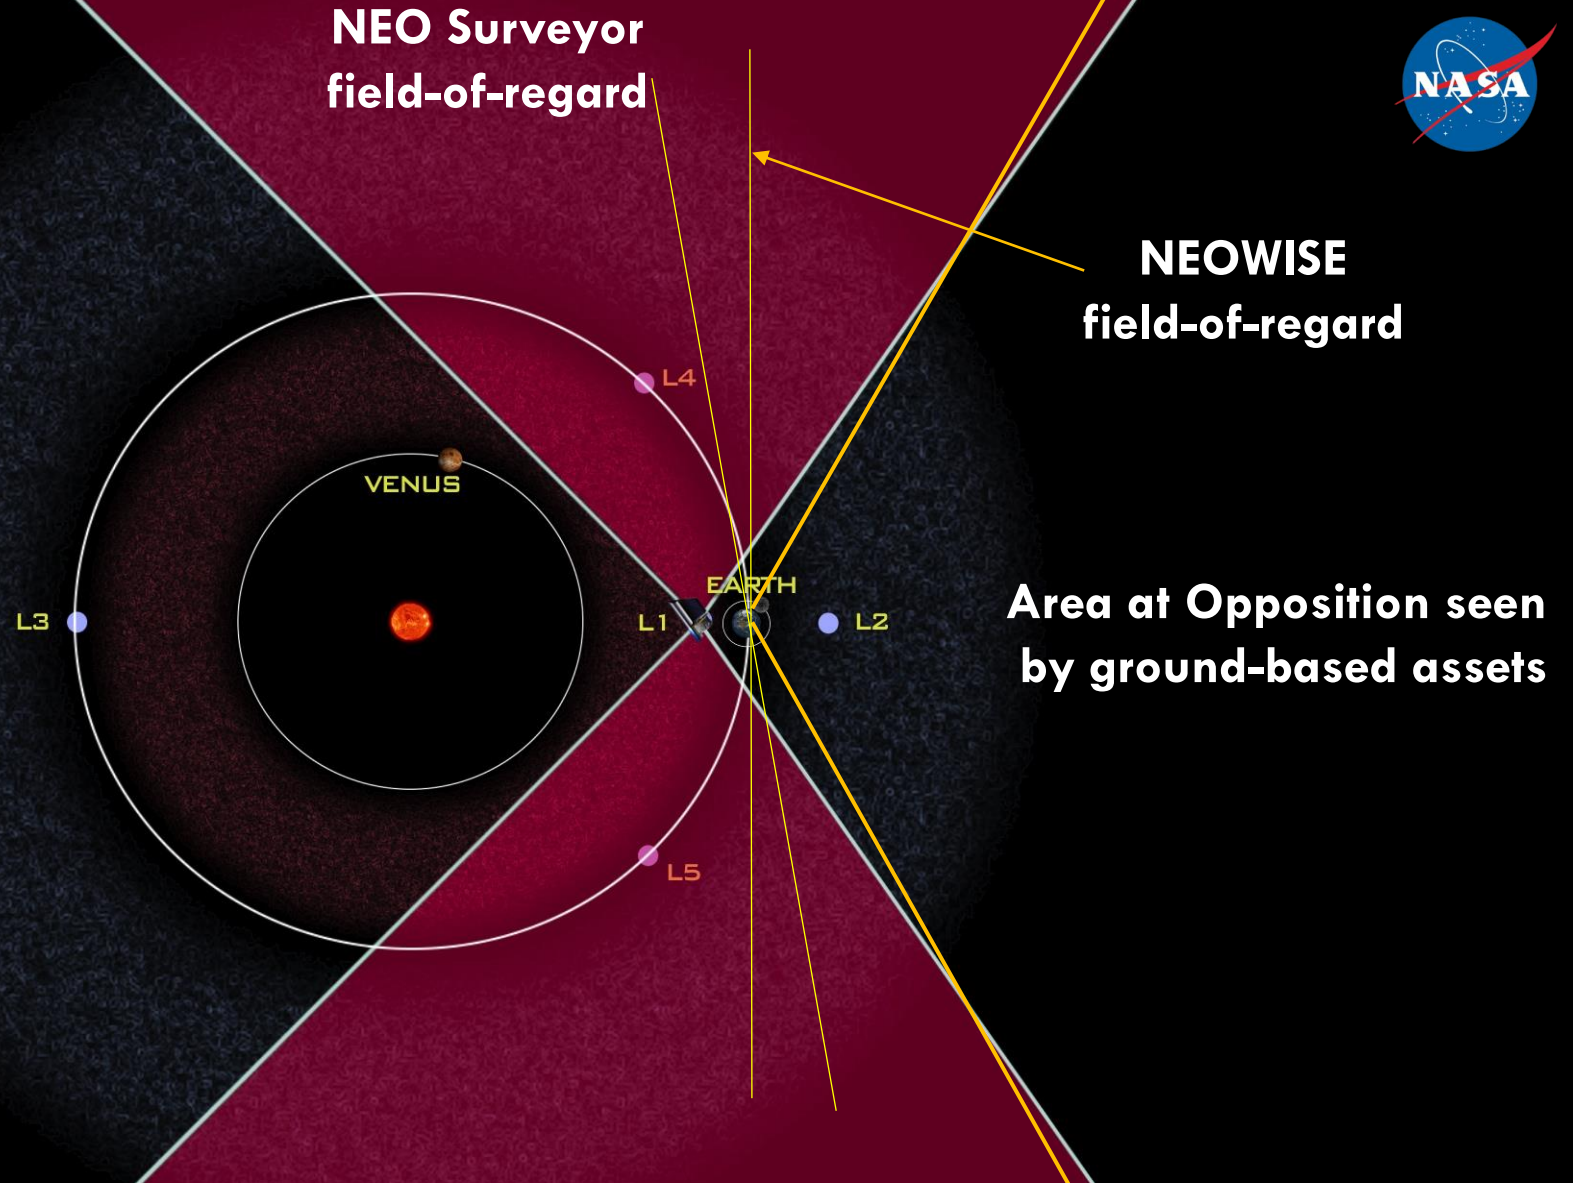 NEO Surveyor
field-of-regard
NASA
NEOWISE
field-of-regard
L4
VENUS
EARTH
L3
L1
L2
Area at Opposition seen
by ground-based assets
L5